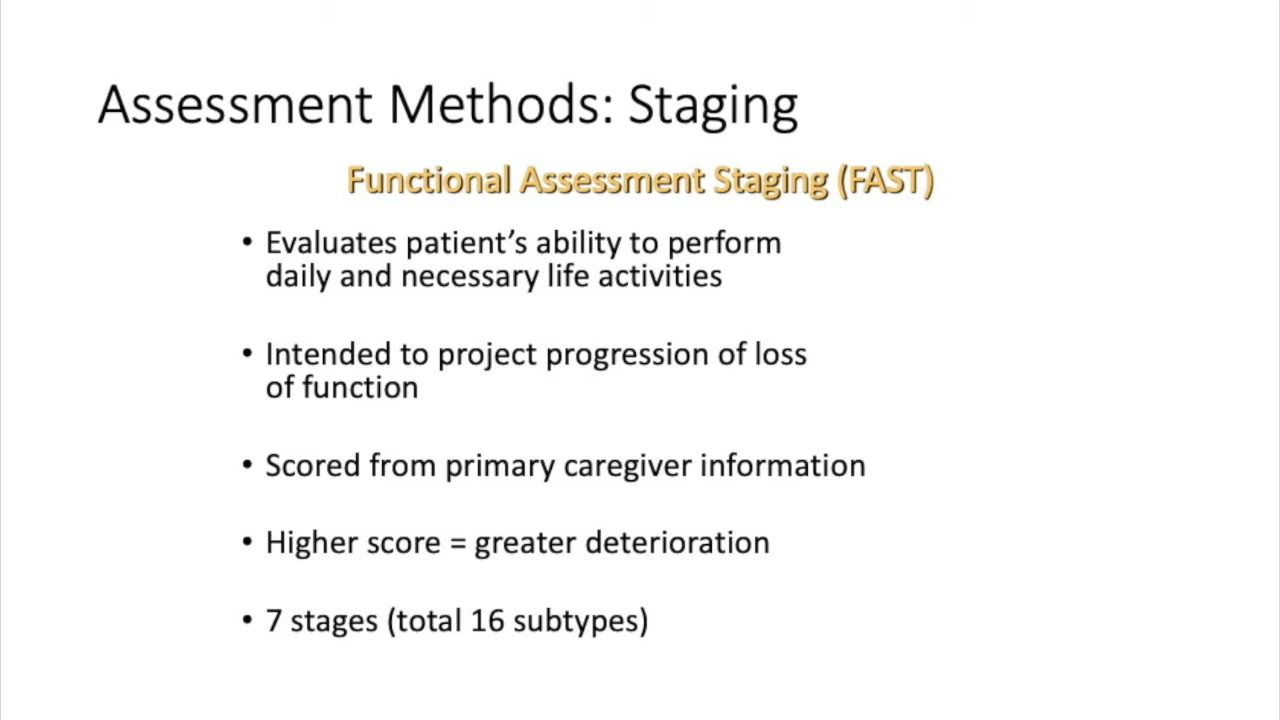 Assessment Methods: Staging
Functional Assessment Staging (FAST)
• Evaluates patient’s ability to perform
daily and necessary life activities
• Intended to project progression of loss
of function
• Scored from primary caregiver information
• Higher score = greater deterioration
• 7 stages (total 16 subtypes)